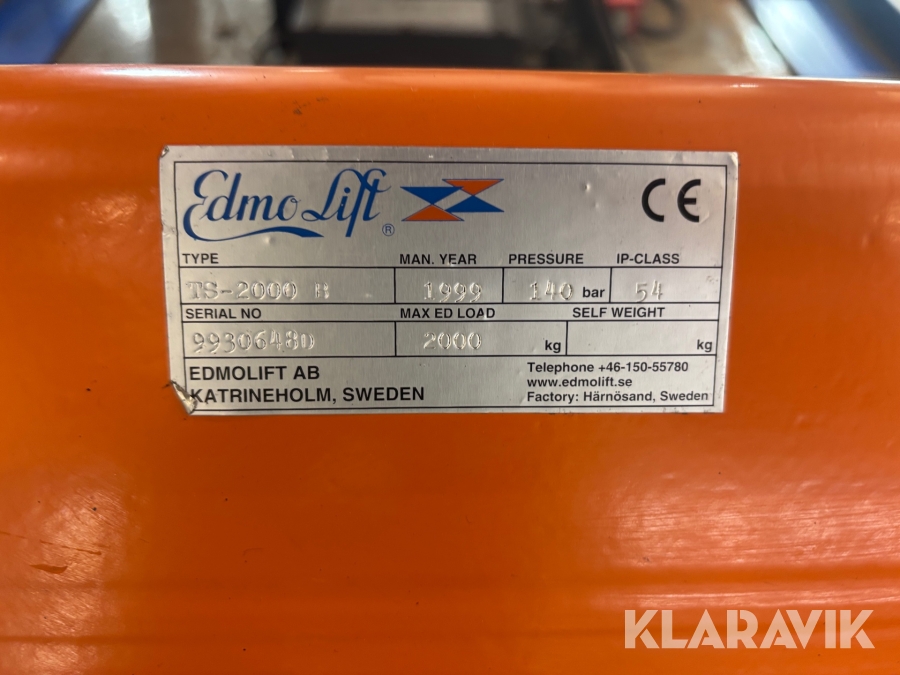 Edmo Lift ®
CE
TYPE MAN. YEAR PRESSURE IP-CLASS
TS-2000 B 1999 140 bar 54
SERIAL NO MAX ED LOAD SELF WEIGHT
99306480 2000 kg kg
EDMOLIFT AB
KATRINEHOLM, SWEDEN
Telephone +46-150-55780
www.edmolift.se
Factory: Härnösand, Sweden
KLARAVIK